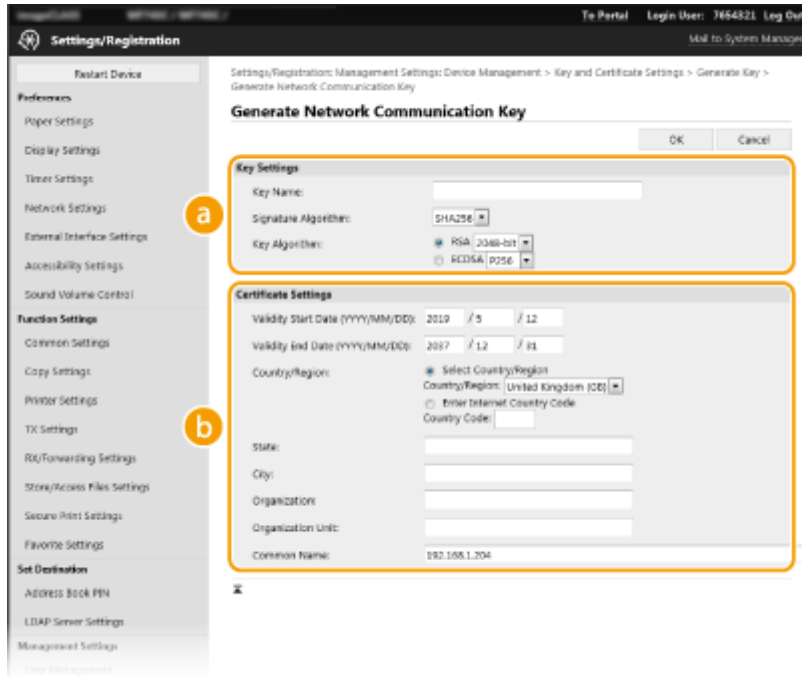 To Portal Login User: 7654321 Log Ou
Settings/Registration
Mail to System Manage
Restart Device
Preferences
Paper Settings
Display Settings
Timer Settings
Network Settings
External Interface Settings
Accessibility Settings
Sound Volume Control
Function Settings
Common Settings
Copy Settings
Printer Settings
TX Settings
RX/Forwarding Settings
Store/Access Files Settings
Secure Print Settings
Favorite Settings
Set Destination
Address Book PIN
LDAP Server Settings
Management Settings
User Management
Settings/Registration: Management Settings: Device Management > Key and Certificate Settings > Generate Key >
Generate Network Communication Key
Generate Network Communication Key
OK Cancel
a
Key Settings
Key Name:
Signature Algorithm: SHA256
Key Algorithm: RSA 2048-bit
ECDSA P256
b
Certificate Settings
Validity Start Date (YYYY/MM/DD): 2019 / 5 / 12
Validity End Date (YYYY/MM/DD): 2037 / 12 / 31
Country/Region: Select Country/Region
Country/Region: United Kingdom (GB)
Enter Internet Country Code
Country Code:
State:
City:
Organization:
Organization Unit:
Common Name: 192.168.1.204